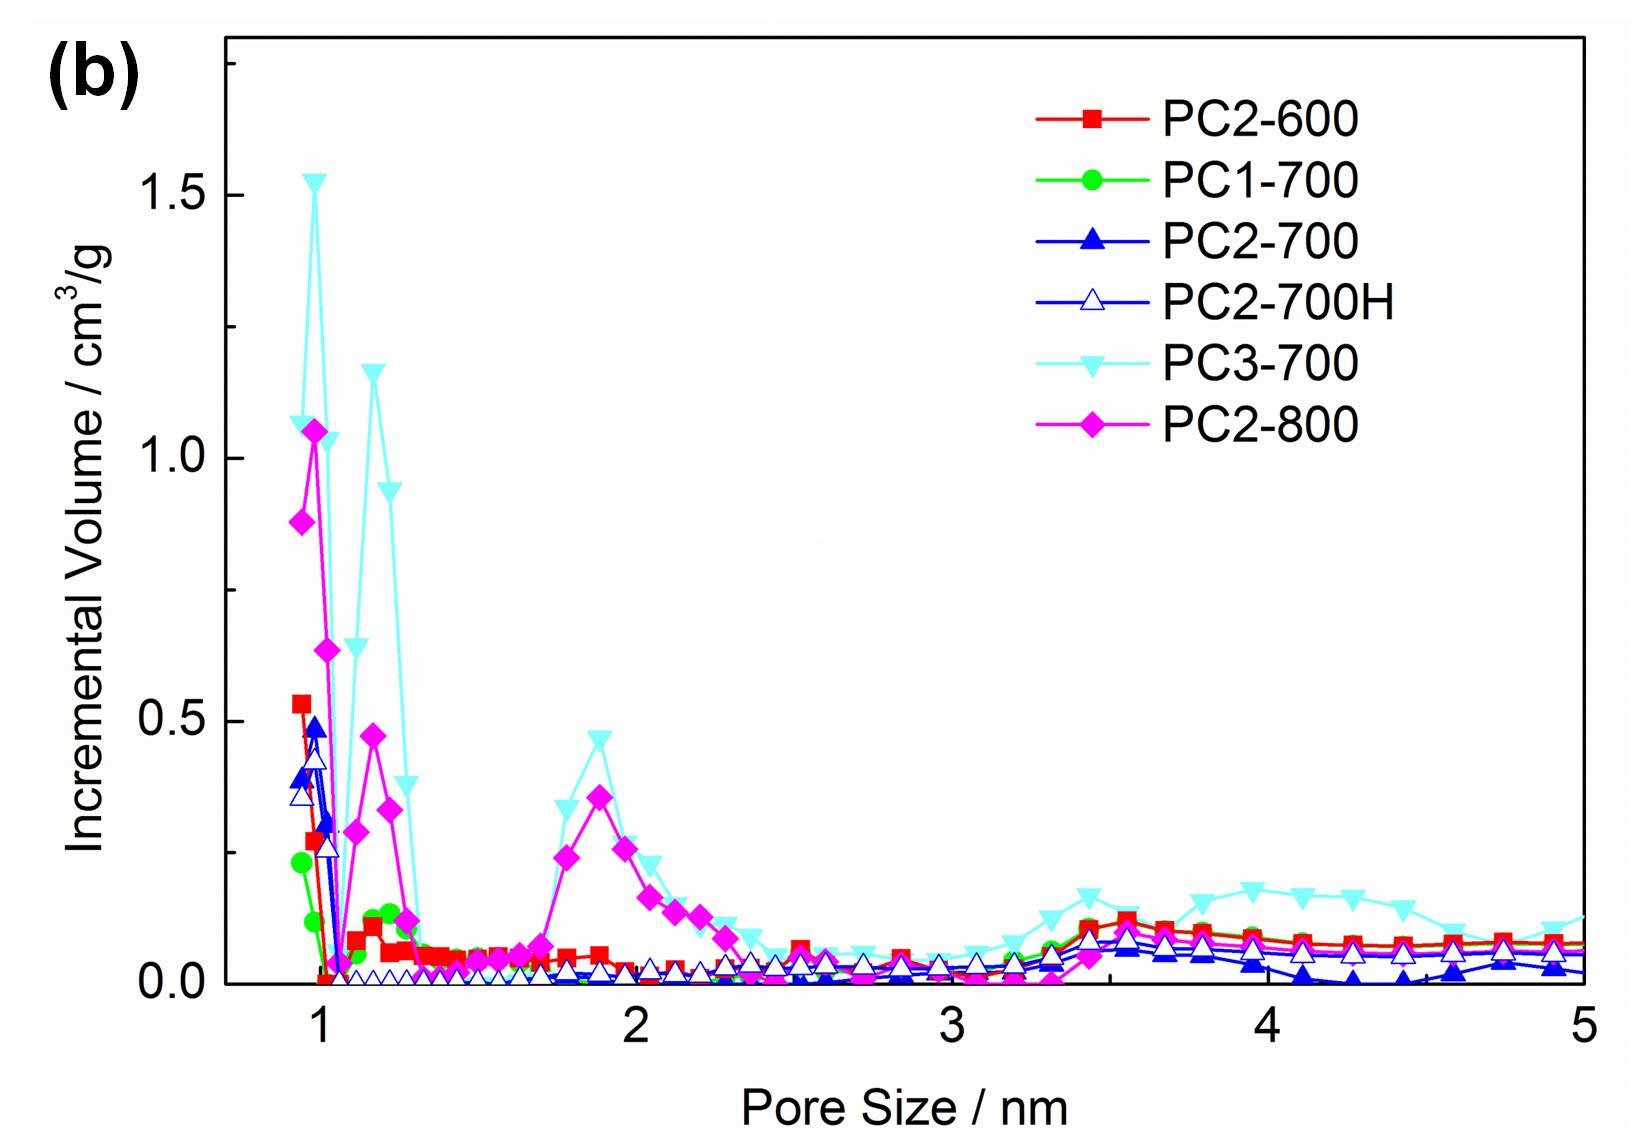 (b)
PC2-600
PC1-700
PC2-700
PC2-700H
PC3-700
PC2-800
Incremental Volume / cm³/g
1.5
1.0
0.5
0.0
1 2 3 4 5
Pore Size / nm